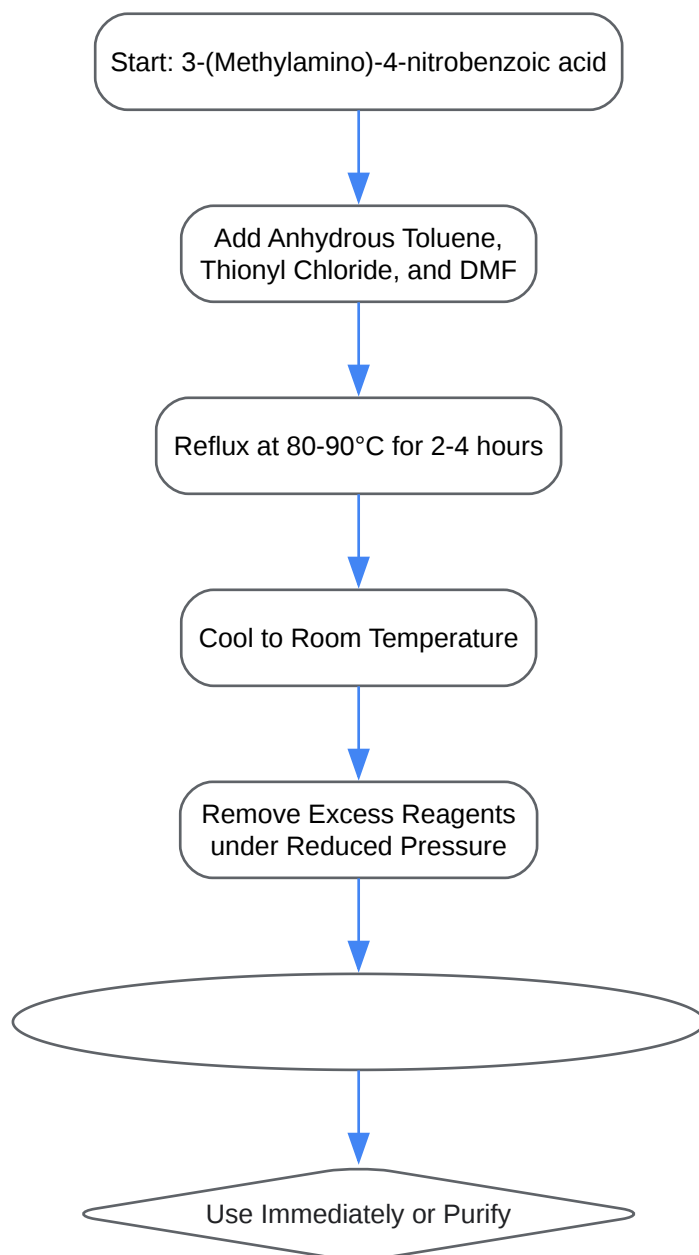 Start: 3-(Methylamino)-4-nitrobenzoic acid
Add Anhydrous Toluene,
Thionyl Chloride, and DMF
Reflux at 80-90°C for 2-4 hours
Cool to Room Temperature
Remove Excess Reagents
under Reduced Pressure
Use Immediately or Purify